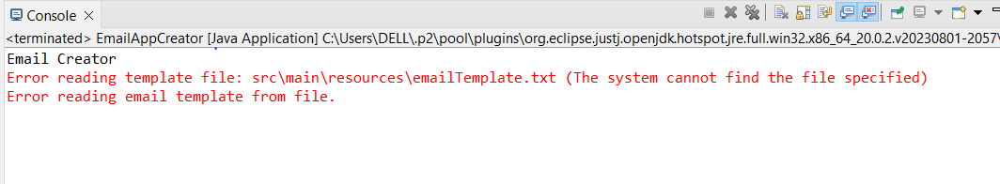 Console
<terminated> EmailAppCreator [Java Application] C:\Users\DELL\.p2\pool\plugins\org.eclipse.justj.openjdk.hotspot.jre.full.win32.x86_64_20.0.2.v20230801-2057\
Email Creator
Error reading template file: src\main\resources\emailTemplate.txt (The system cannot find the file specified)
Error reading email template from file.